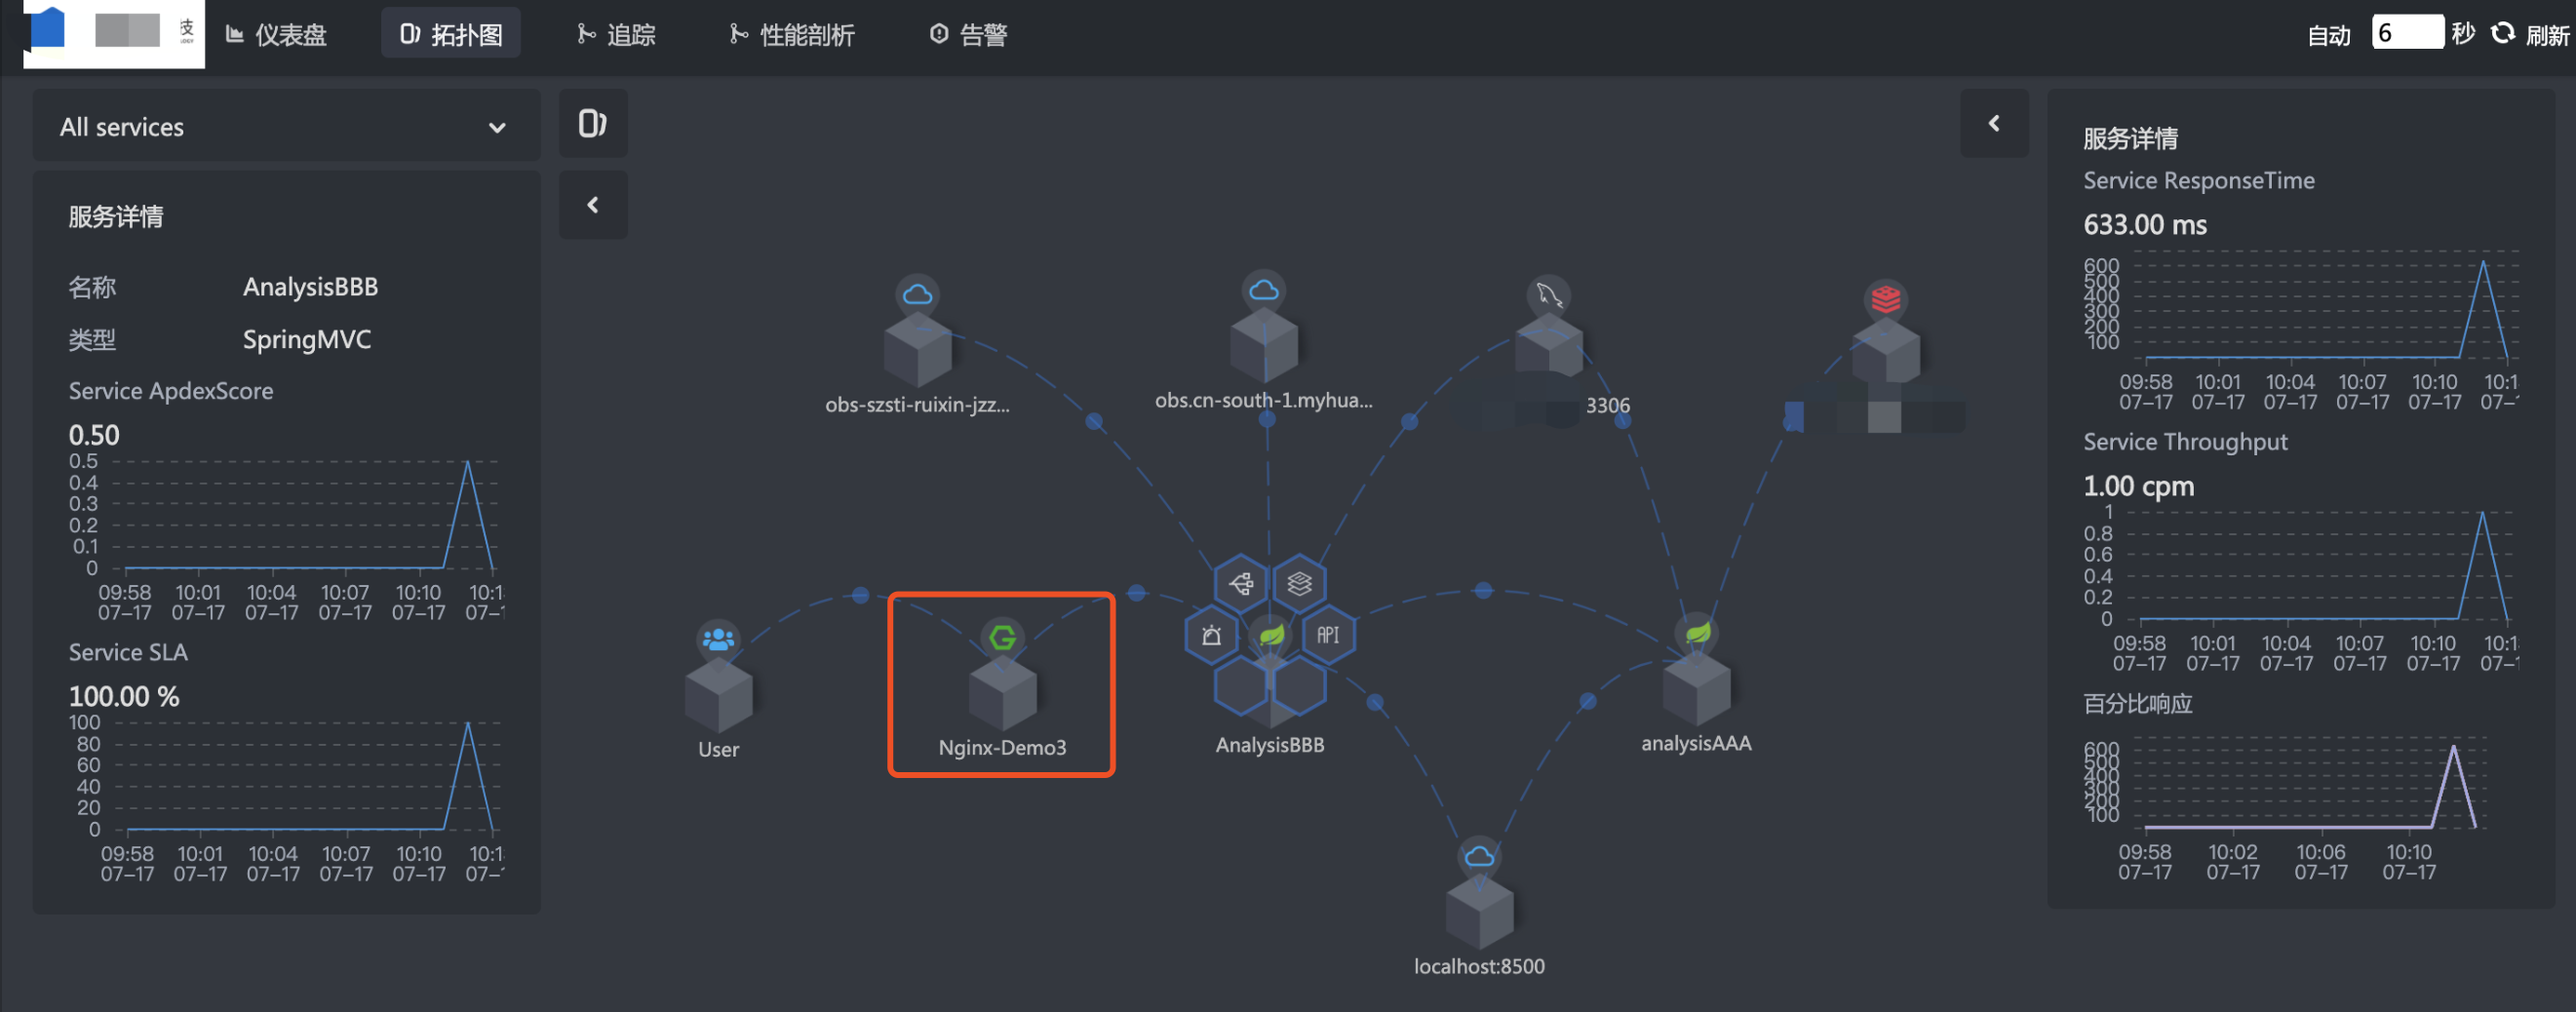 技
仪表盘
拓扑图
追踪
性能剖析
告警
自动 6 秒 刷新
All services
服务详情
名称 AnalysisBBB
类型 SpringMVC
Service ApdexScore
0.50
0.5
0.4
0.3
0.2
0.1
0
09:58 10:01 10:04 10:07 10:10 10:1
07-17 07-17 07-17 07-17 07-17 07-
Service SLA
100.00 %
100
80
60
40
20
0
09:58 10:01 10:04 10:07 10:10 10:1
07-17 07-17 07-17 07-17 07-17 07-
obs-szsti-ruixin-jzz...
obs.cn-south-1.myhua...
3306
User
Nginx-Demo3
API
AnalysisBBB
analysisAAA
localhost:8500
服务详情
Service ResponseTime
633.00 ms
600
500
400
300
200
100
09:58 10:01 10:04 10:07 10:10 10:1
07-17 07-17 07-17 07-17 07-17 07-
Service Throughput
1.00 cpm
1
0.8
0.6
0.4
0.2
0
09:58 10:01 10:04 10:07 10:10 10:1
07-17 07-17 07-17 07-17 07-17 07-1
百分比响应
600
500
400
300
200
100
09:58 10:02 10:06 10:10
07-17 07-17 07-17 07-17